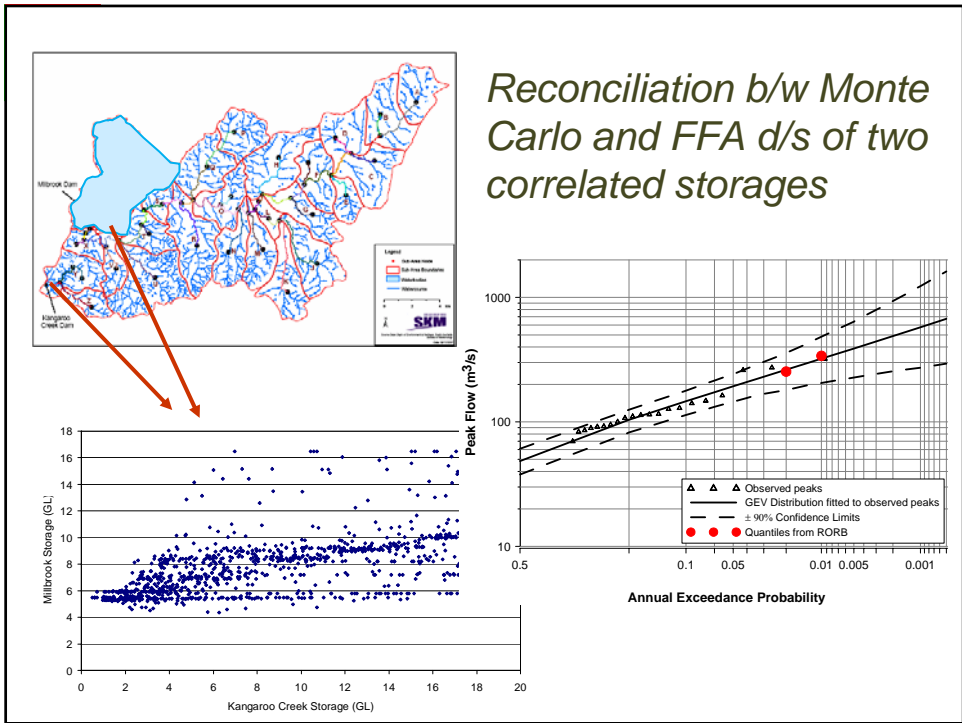 Reconciliation b/w Monte
Carlo and FFA d/s of two
correlated storages
Millbrook Dam
Kangaroo
Creek Dam
Legend
Sub-Area Boundaries
Watercourse
SKM
18
16
14
12
10
8
6
4
2
0
Millbrook Storage (GL)
0 2 4 6 8 10 12 14 16 18 20
Kangaroo Creek Storage (GL)
Peak Flow (m³/s)
1000
100
10
Observed peaks
GEV Distribution fitted to observed peaks
± 90% Confidence Limits
Quantiles from RORB
0.5 0.1 0.05 0.01 0.005 0.001
Annual Exceedance Probability